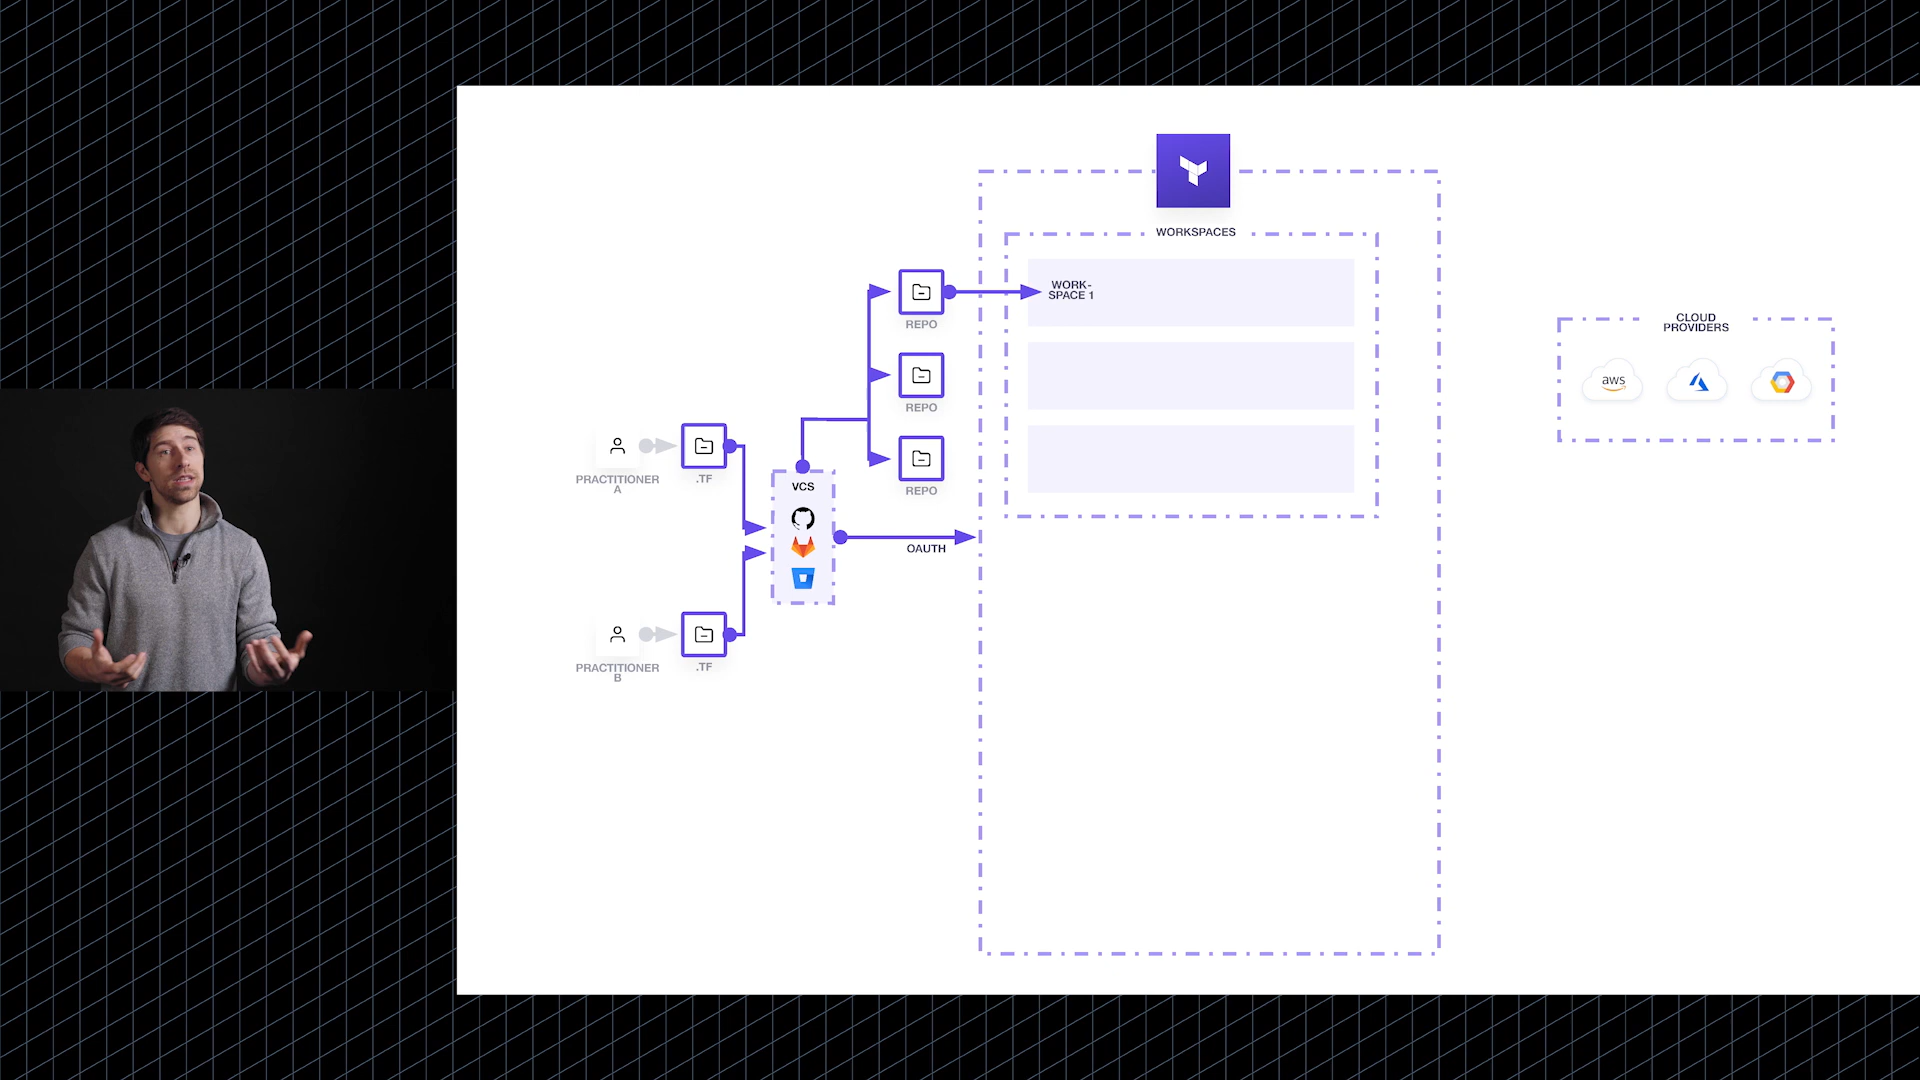 WORKSPACES
WORK-
SPACE 1
REPO
REPO
REPO
CLOUD
PROVIDERS
aws
PRACTITIONER
A
.TF
VCS
OAUTH
PRACTITIONER
B
.TF